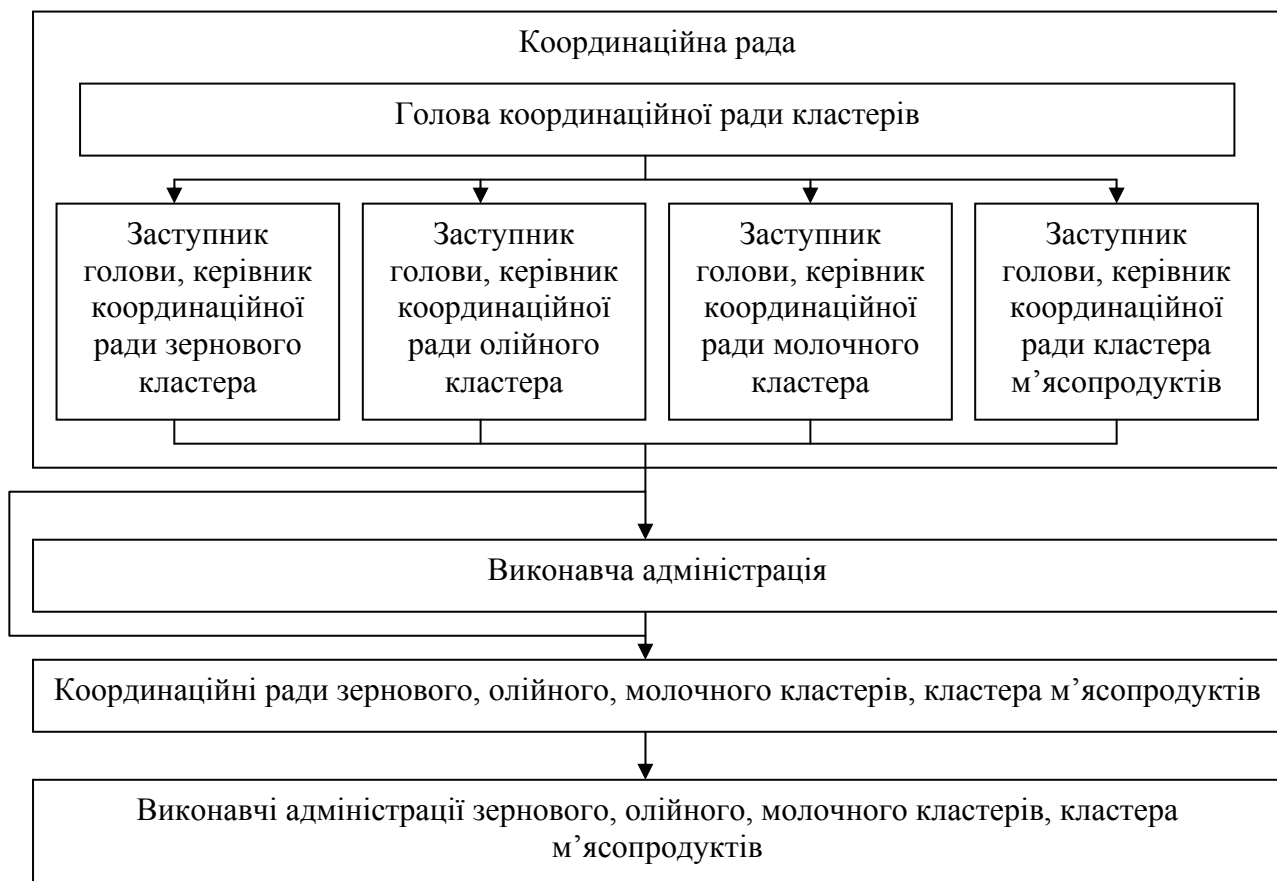 Координаційна рада
Голова координаційної ради кластерів
Заступник
голови, керівник
координаційної
ради зернового
кластера
Заступник
голови, керівник
координаційної
ради олійного
кластера
Заступник
голови, керівник
координаційної
ради молочного
кластера
Заступник
голови, керівник
координаційної
ради кластера
м’ясопродуктів
Виконавча адміністрація
Координаційні ради зернового, олійного, молочного кластерів, кластера м’ясопродуктів
Виконавчі адміністрації зернового, олійного, молочного кластерів, кластера
м’ясопродуктів